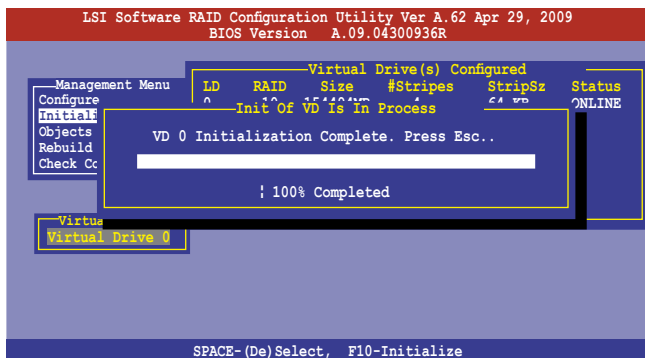 LSI Software RAID Configuration Utility Ver A.62 Apr 29, 2009
BIOS Version A.09.04300936R
Virtual Drive(s) Configured
Management Menu
LD RAID Size #Stripes StripSz Status
Configure
ONLINE
Init Of VD Is In Process
Initiali
Objects
VD 0 Initialization Complete. Press Esc..
Rebuild
Check Co
¦ 100% Completed
Virtua
Virtual Drive 0
SPACE-(De)Select, F10-Initialize